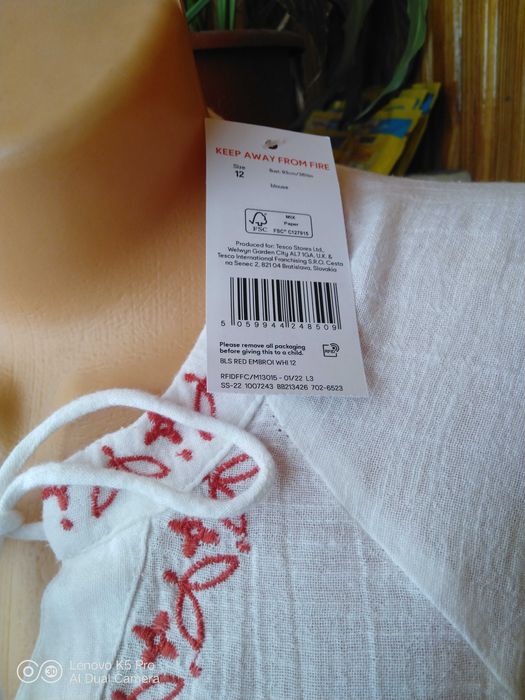 KEEP AWAY FROM FIRE
Size
12
Bust. 93cm/36½in
blouse
FSC
MIX
Paper
FSC® C127915
Produced for: Tesco Stores Ltd.,
Welwyn Garden City AL7 1GA, U.K. &
Tesco International Franchising S.R.O. Cesta
na Senec 2, 821 04 Bratislava, Slovakia
5 059944 248509
Please remove all packaging
before giving this to a child.
RFID
BLS RED EMBROI WHI 12
RFIDFFC/M13015 - 01/22 L3
SS-22 1007243 BB213426 702-6523
Lenovo K5 Pro
AI Dual Camera